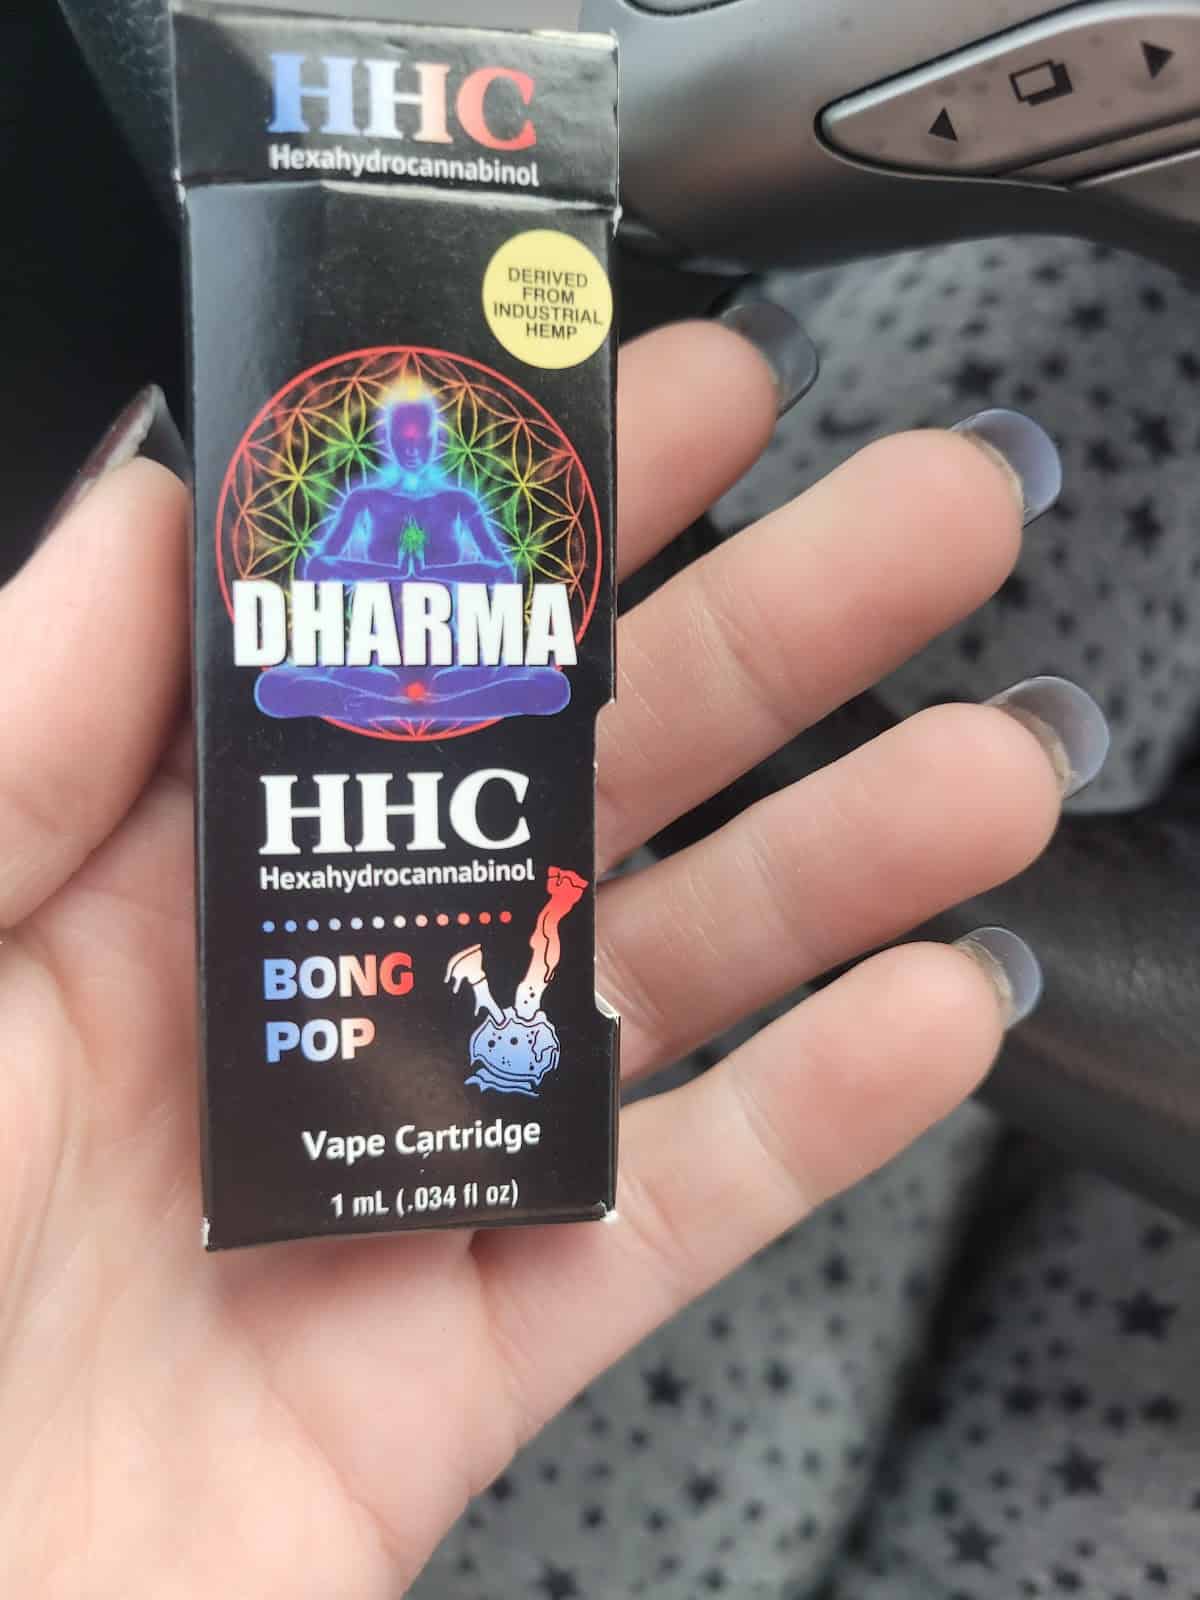 HHC
Hexahydrocannabinol
DERIVED
FROM
INDUSTRIAL
HEMP
DHARMA
HHC
Hexahydrocannabinol
BONG
POP
Vape Cartridge
1 mL (.034 fl oz)